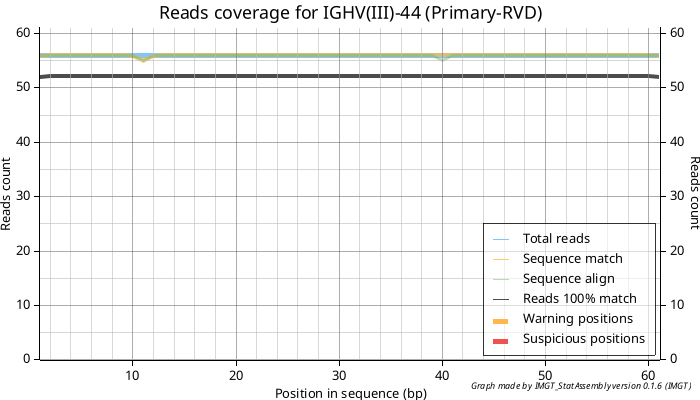 Reads coverage for IGHV(III)-44 (Primary-RVD)
60 60
50 50
40 40
30 30
20 20
10 10
0 0
Reads count
Reads count
Total reads
Sequence match
Sequence align
Reads 100% match
Warning positions
Suspicious positions
10 20 30 40 50 60
Position in sequence (bp)
Graph made by IMGT_StatAssembly version 0.1.6 (IMGT)